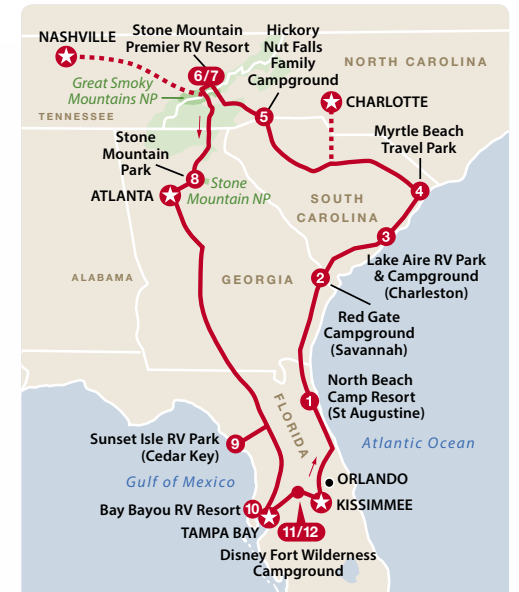 NASHVILLE
Stone Mountain
Premier RV Resort
6/7
Hickory
Nut Falls
Family
Campground
NORTH CAROLINA
Great Smoky
Mountains NP
TENNESSEE
CHARLOTTE
5
Myrtle Beach
Travel Park
Stone
Mountain
Park
8
ATLANTA
Stone
Mountain NP
4
SOUTH
CAROLINA
3
Lake Aire RV Park
& Campground
(Charleston)
ALABAMA
GEORGIA
2
Red Gate
Campground
(Savannah)
North Beach
Camp Resort
(St Augustine)
1
FLORIDA
Sunset Isle RV Park
(Cedar Key)
9
Atlantic Ocean
Gulf of Mexico
ORLANDO
KISSIMMEE
Bay Bayou RV Resort
10
TAMPA BAY
11/12
Disney Fort Wilderness
Campground